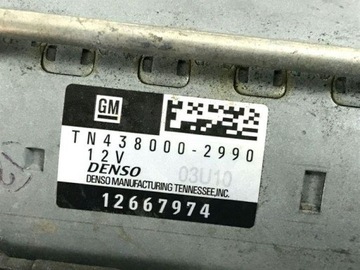 GM
TN438000-2990
12V 03U10
DENSO
DENSO MANUFACTURING TENNESSEE,INC.
12667974